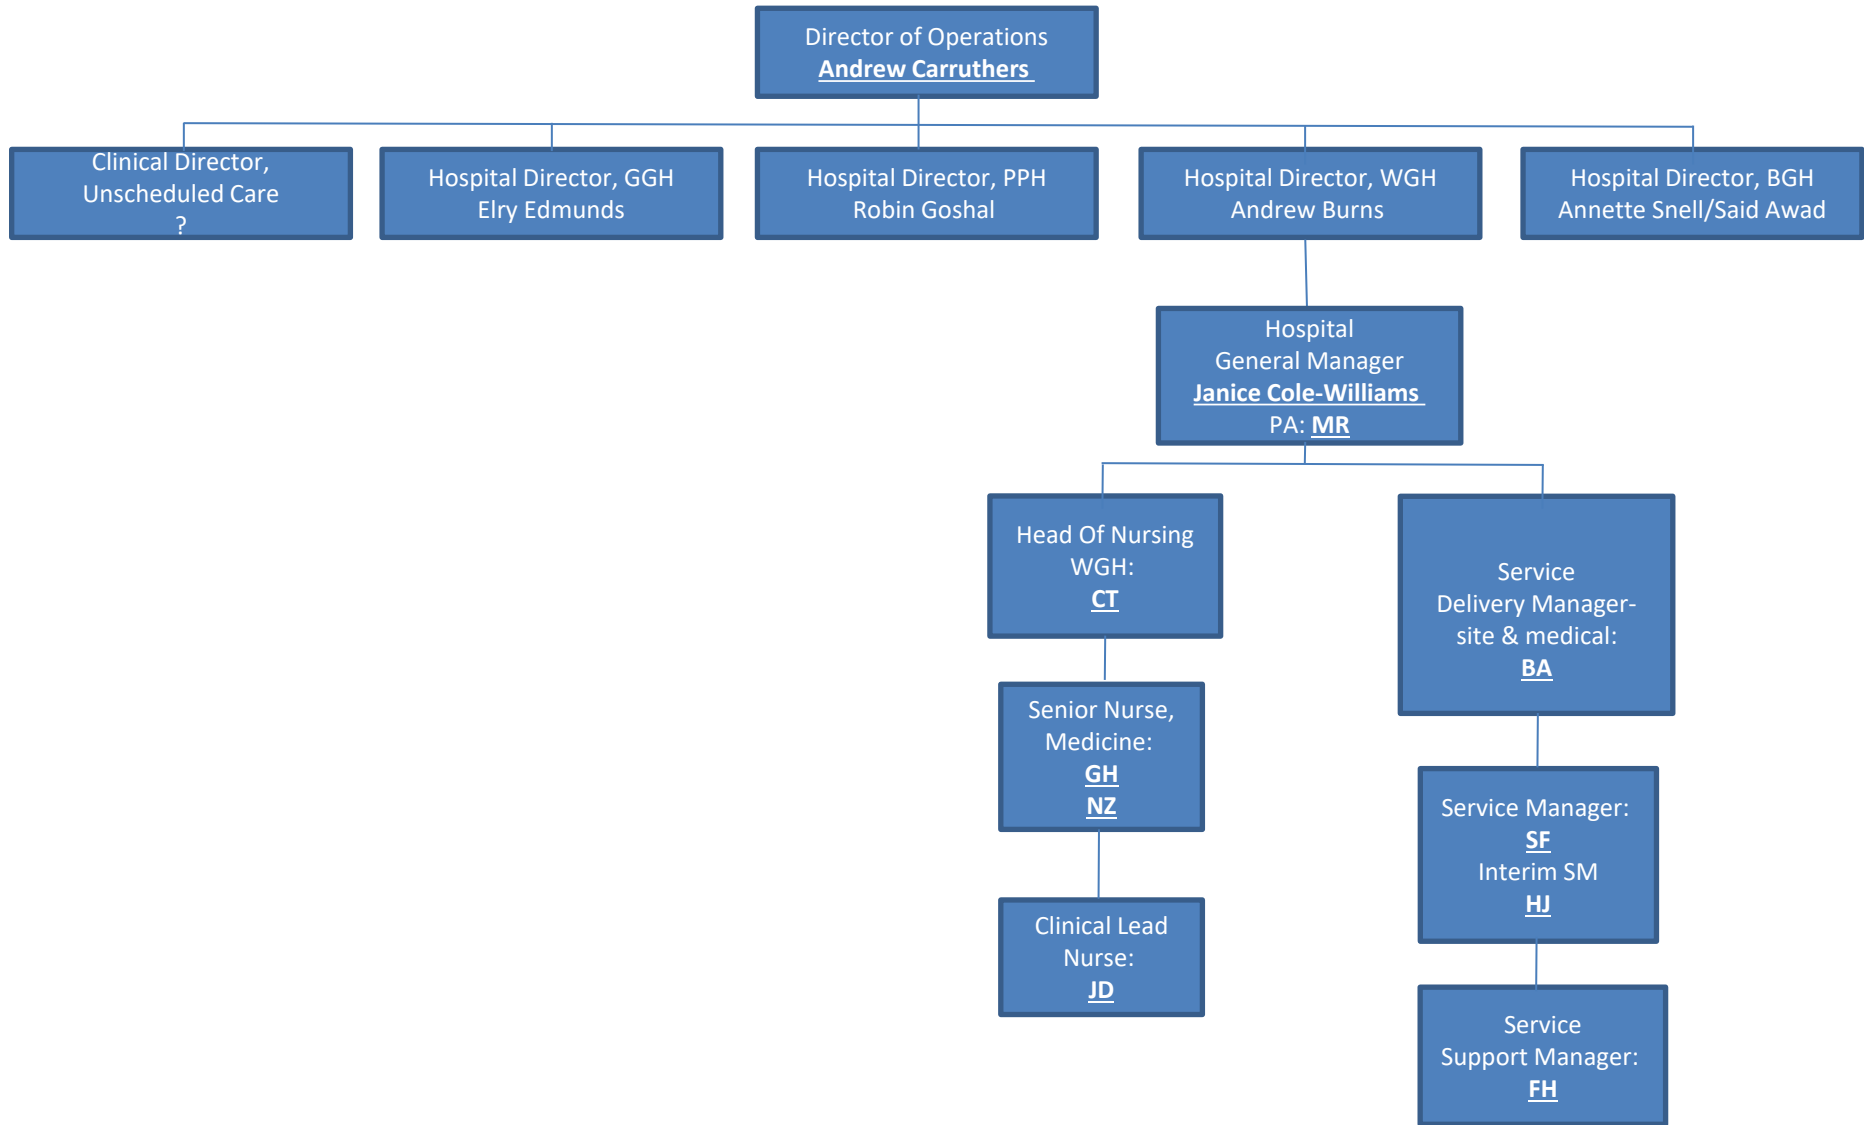 Director of Operations
Andrew Carruthers
Clinical Director,
Unscheduled Care
?
Hospital Director, GGH
Elry Edmunds
Hospital Director, PPH
Robin Goshal
Hospital Director, WGH
Andrew Burns
Hospital Director, BGH
Annette Snell/Said Awad
Hospital
General Manager
Janice Cole-Williams
PA: MR
Head Of Nursing
WGH:
CT
Service
Delivery Manager-
site & medical:
BA
Senior Nurse,
Medicine:
GH
NZ
Service Manager:
SF
Interim SM
HJ
Clinical Lead
Nurse:
JD
Service
Support Manager:
FH